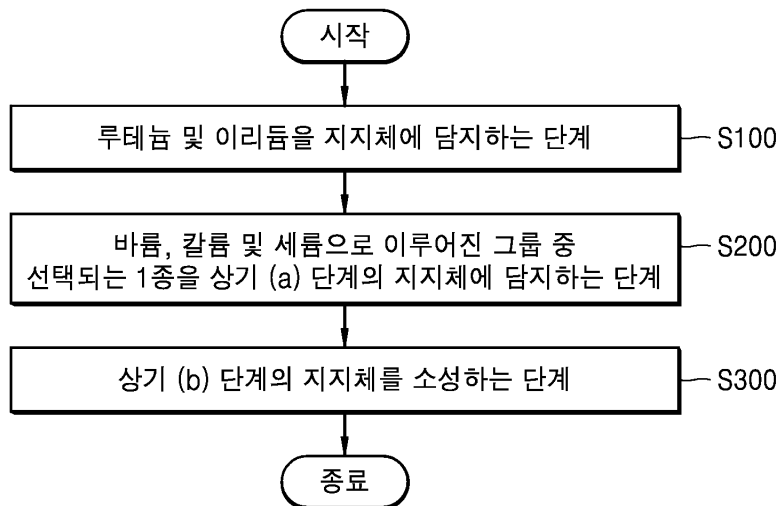 시작
루테늄 및 이리듐을 지지체에 담지하는 단계
S100
바륨, 칼륨 및 세륨으로 이루어진 그룹 중
선택되는 1종을 상기 (a) 단계의 지지체에 담지하는 단계
S200
상기 (b) 단계의 지지체를 소성하는 단계
S300
종료